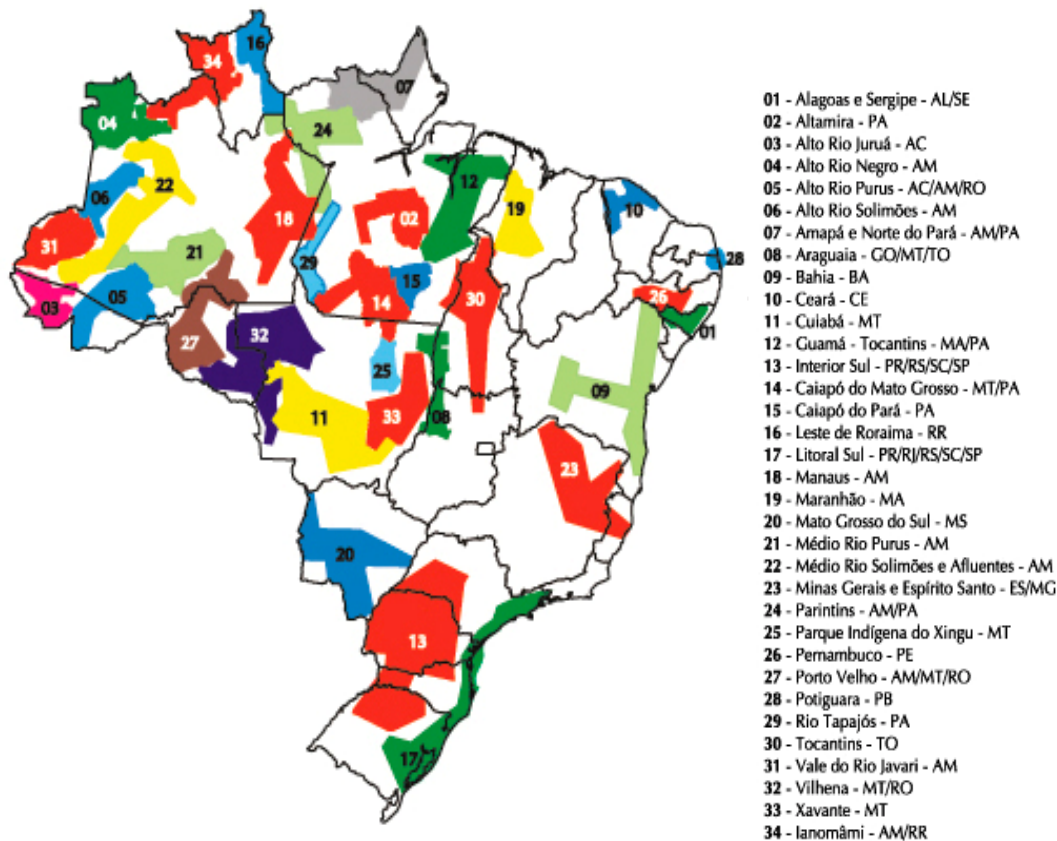 34
16
07
04
24
22
12
06
19
10
02
18
31
21
29
28
15
30
14
26
03
05
01
27
32
25
09
11
33
08
23
20
13
17
01 - Alagoas e Sergipe - AL/SE
02 - Altamira - PA
03 - Alto Rio Juruá - AC
04 - Alto Rio Negro - AM
05 - Alto Rio Purus - AC/AM/RO
06 - Alto Rio Solimões - AM
07 - Amapá e Norte do Pará - AM/PA
08 - Araguaia - GO/MT/TO
09 - Bahia - BA
10 - Ceará - CE
11 - Cuiabá - MT
12 - Guamá - Tocantins - MA/PA
13 - Interior Sul - PR/RS/SC/SP
14 - Caiapó do Mato Grosso - MT/PA
15 - Caiapó do Pará - PA
16 - Leste de Roraima - RR
17 - Litoral Sul - PR/RJ/RS/SC/SP
18 - Manaus - AM
19 - Maranhão - MA
20 - Mato Grosso do Sul - MS
21 - Médio Rio Purus - AM
22 - Médio Rio Solimões e Afluentes - AM
23 - Minas Gerais e Espírito Santo - ES/MG
24 - Parintins - AM/PA
25 - Parque Indígena do Xingu - MT
26 - Pernambuco - PE
27 - Porto Velho - AM/MT/RO
28 - Potiguara - PB
29 - Rio Tapajós - PA
30 - Tocantins - TO
31 - Vale do Rio Javari - AM
32 - Vilhena - MT/RO
33 - Xavante - MT
34 - Ianomâmi - AM/RR